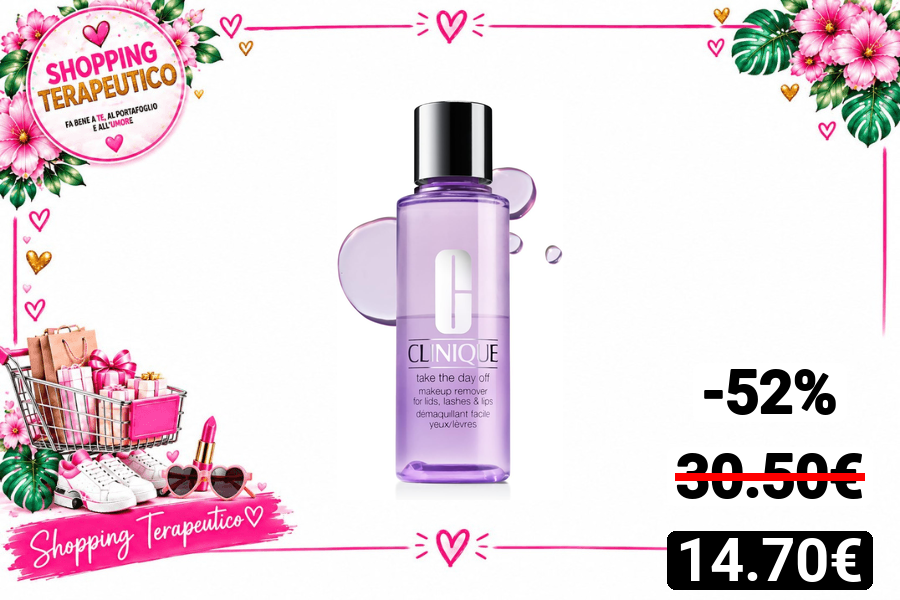 SHOPPING
TERAPEUTICO
FA BENE A TE, AL PORTAFOGLIO
E ALL'UMORE
CLINIQUE
take the day off
makeup remover
for lids, lashes & lips
démaquillant facile
yeux/lèvres
-52%
30.50€
14.70€
Shopping Terapeutico